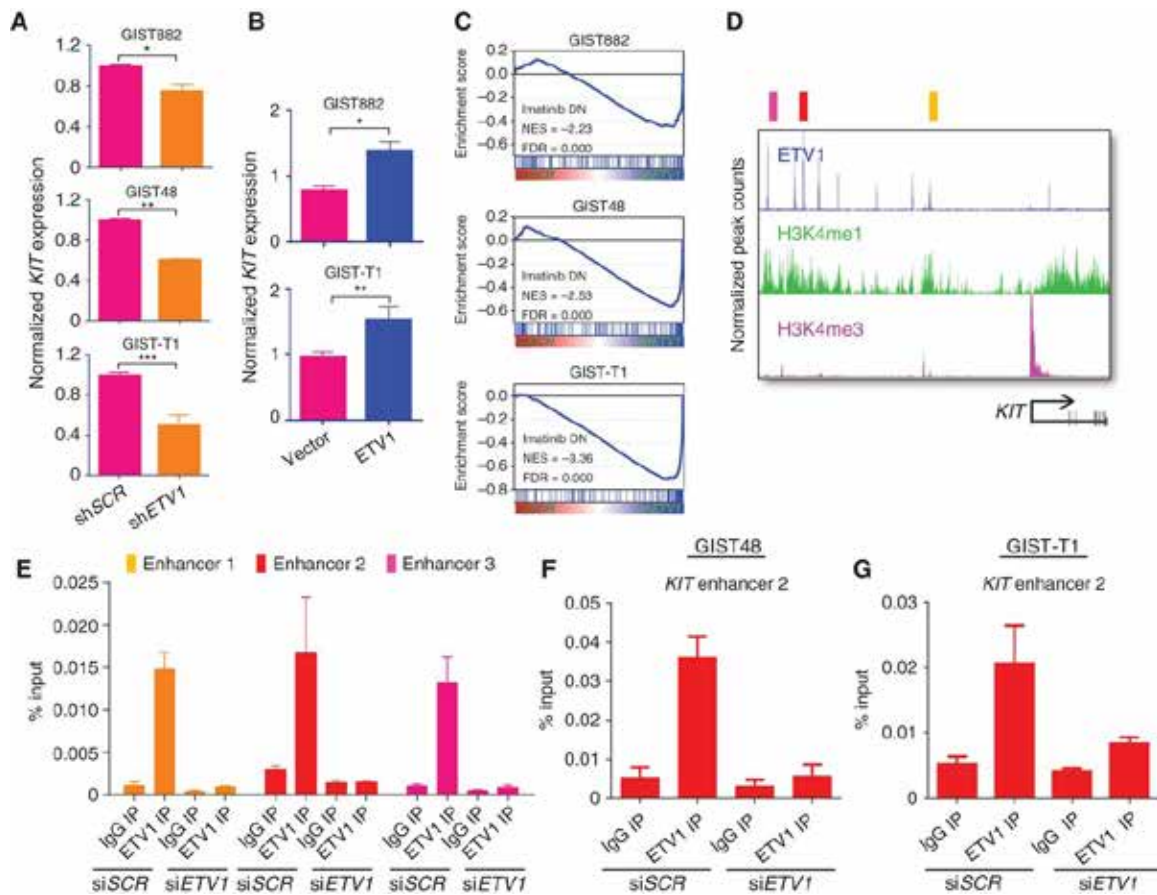 A
GIST882
*
1.2
1.0
0.8
0.4
0
GIST48
**
1.2
1.0
0.8
0.4
0
GIST-T1
***
1.2
1.0
0.8
0.4
0
Normalized KIT expression
shSCR
shETV1
B
GIST882
*
2
1
0
GIST-T1
**
2
1
0
Normalized KIT expression
Vector
ETV1
C
GIST882
0.2
0.0
−0.2
−0.4
−0.6
Enrichment score
Imatinib DN
NES = −2.23
FDR = 0.000
GIST48
0.2
0.0
−0.2
−0.4
−0.6
Enrichment score
Imatinib DN
NES = −2.53
FDR = 0.000
GIST-T1
0.0
−0.2
−0.4
−0.6
−0.8
Enrichment score
Imatinib DN
NES = −3.36
FDR = 0.000
D
Normalized peak counts
ETV1
H3K4me1
H3K4me3
KIT
E
Enhancer 1
Enhancer 2
Enhancer 3
0.025
0.020
0.015
0.010
0.005
0
% input
IgG IP
ETV1 IP
IgG IP
ETV1 IP
IgG IP
ETV1 IP
IgG IP
ETV1 IP
IgG IP
ETV1 IP
IgG IP
ETV1 IP
siSCR
siETV1
siSCR
siETV1
siSCR
siETV1
F
GIST48
KIT enhancer 2
0.05
0.04
0.03
0.02
0.01
0
% input
IgG IP
ETV1 IP
IgG IP
ETV1 IP
siSCR
siETV1
G
GIST-T1
KIT enhancer 2
0.03
0.02
0.01
0
% input
IgG IP
ETV1 IP
IgG IP
ETV1 IP
siSCR
siETV1